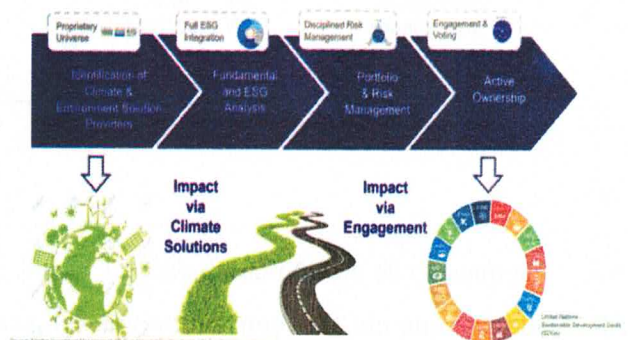 Proprietary
Universe
Full ESG
Integration
Disciplined Risk
Management
Engagement &
Voting
Identification of
Climate &
Environment Solution
Providers
Fundamental
and ESG
Analysis
Portfolio
& Risk
Management
Active
Ownership
Impact
via
Climate
Solutions
Impact
via
Engagement
United Nations
Sustainable Development Goals
(SDGs)